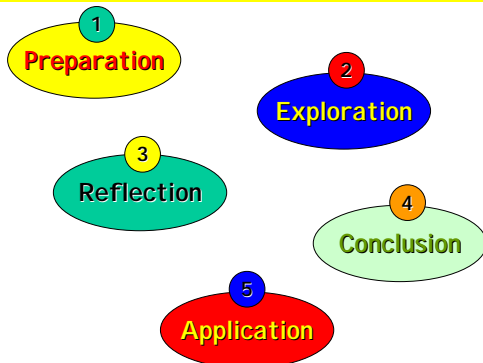 1
Preparation
2
Exploration
3
Reflection
4
Conclusion
5
Application